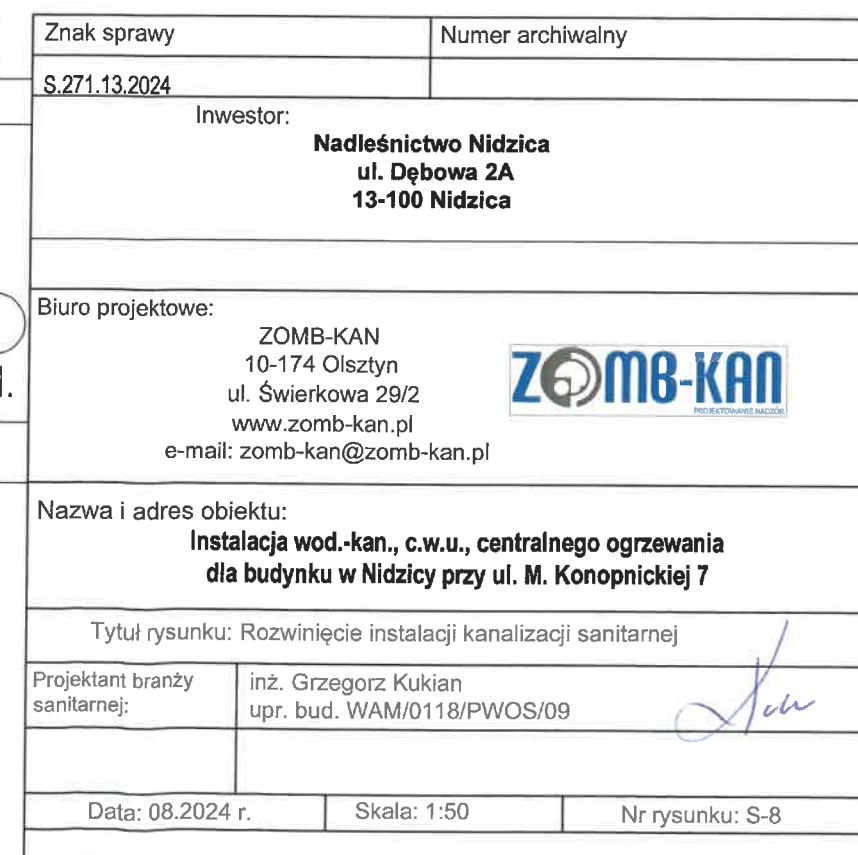 Znak sprawy
Numer archiwalny
S.271.13.2024
Inwestor:
Nadleśnictwo Nidzica
ul. Dębowa 2A
13-100 Nidzica
Biuro projektowe:
ZOMB-KAN
10-174 Olsztyn
ul. Świerkowa 29/2
www.zomb-kan.pl
e-mail: zomb-kan@zomb-kan.pl
ZOMB-KAN
PROJEKTOWANIE NADZÓR
Nazwa i adres obiektu:
Instalacja wod.-kan., c.w.u., centralnego ogrzewania
dla budynku w Nidzicy przy ul. M. Konopnickiej 7
Tytuł rysunku: Rozwinięcie instalacji kanalizacji sanitarnej
Projektant branży
sanitarnej:
inż. Grzegorz Kukian
upr. bud. WAM/0118/PWOS/09
Data: 08.2024 r.
Skala: 1:50
Nr rysunku: S-8